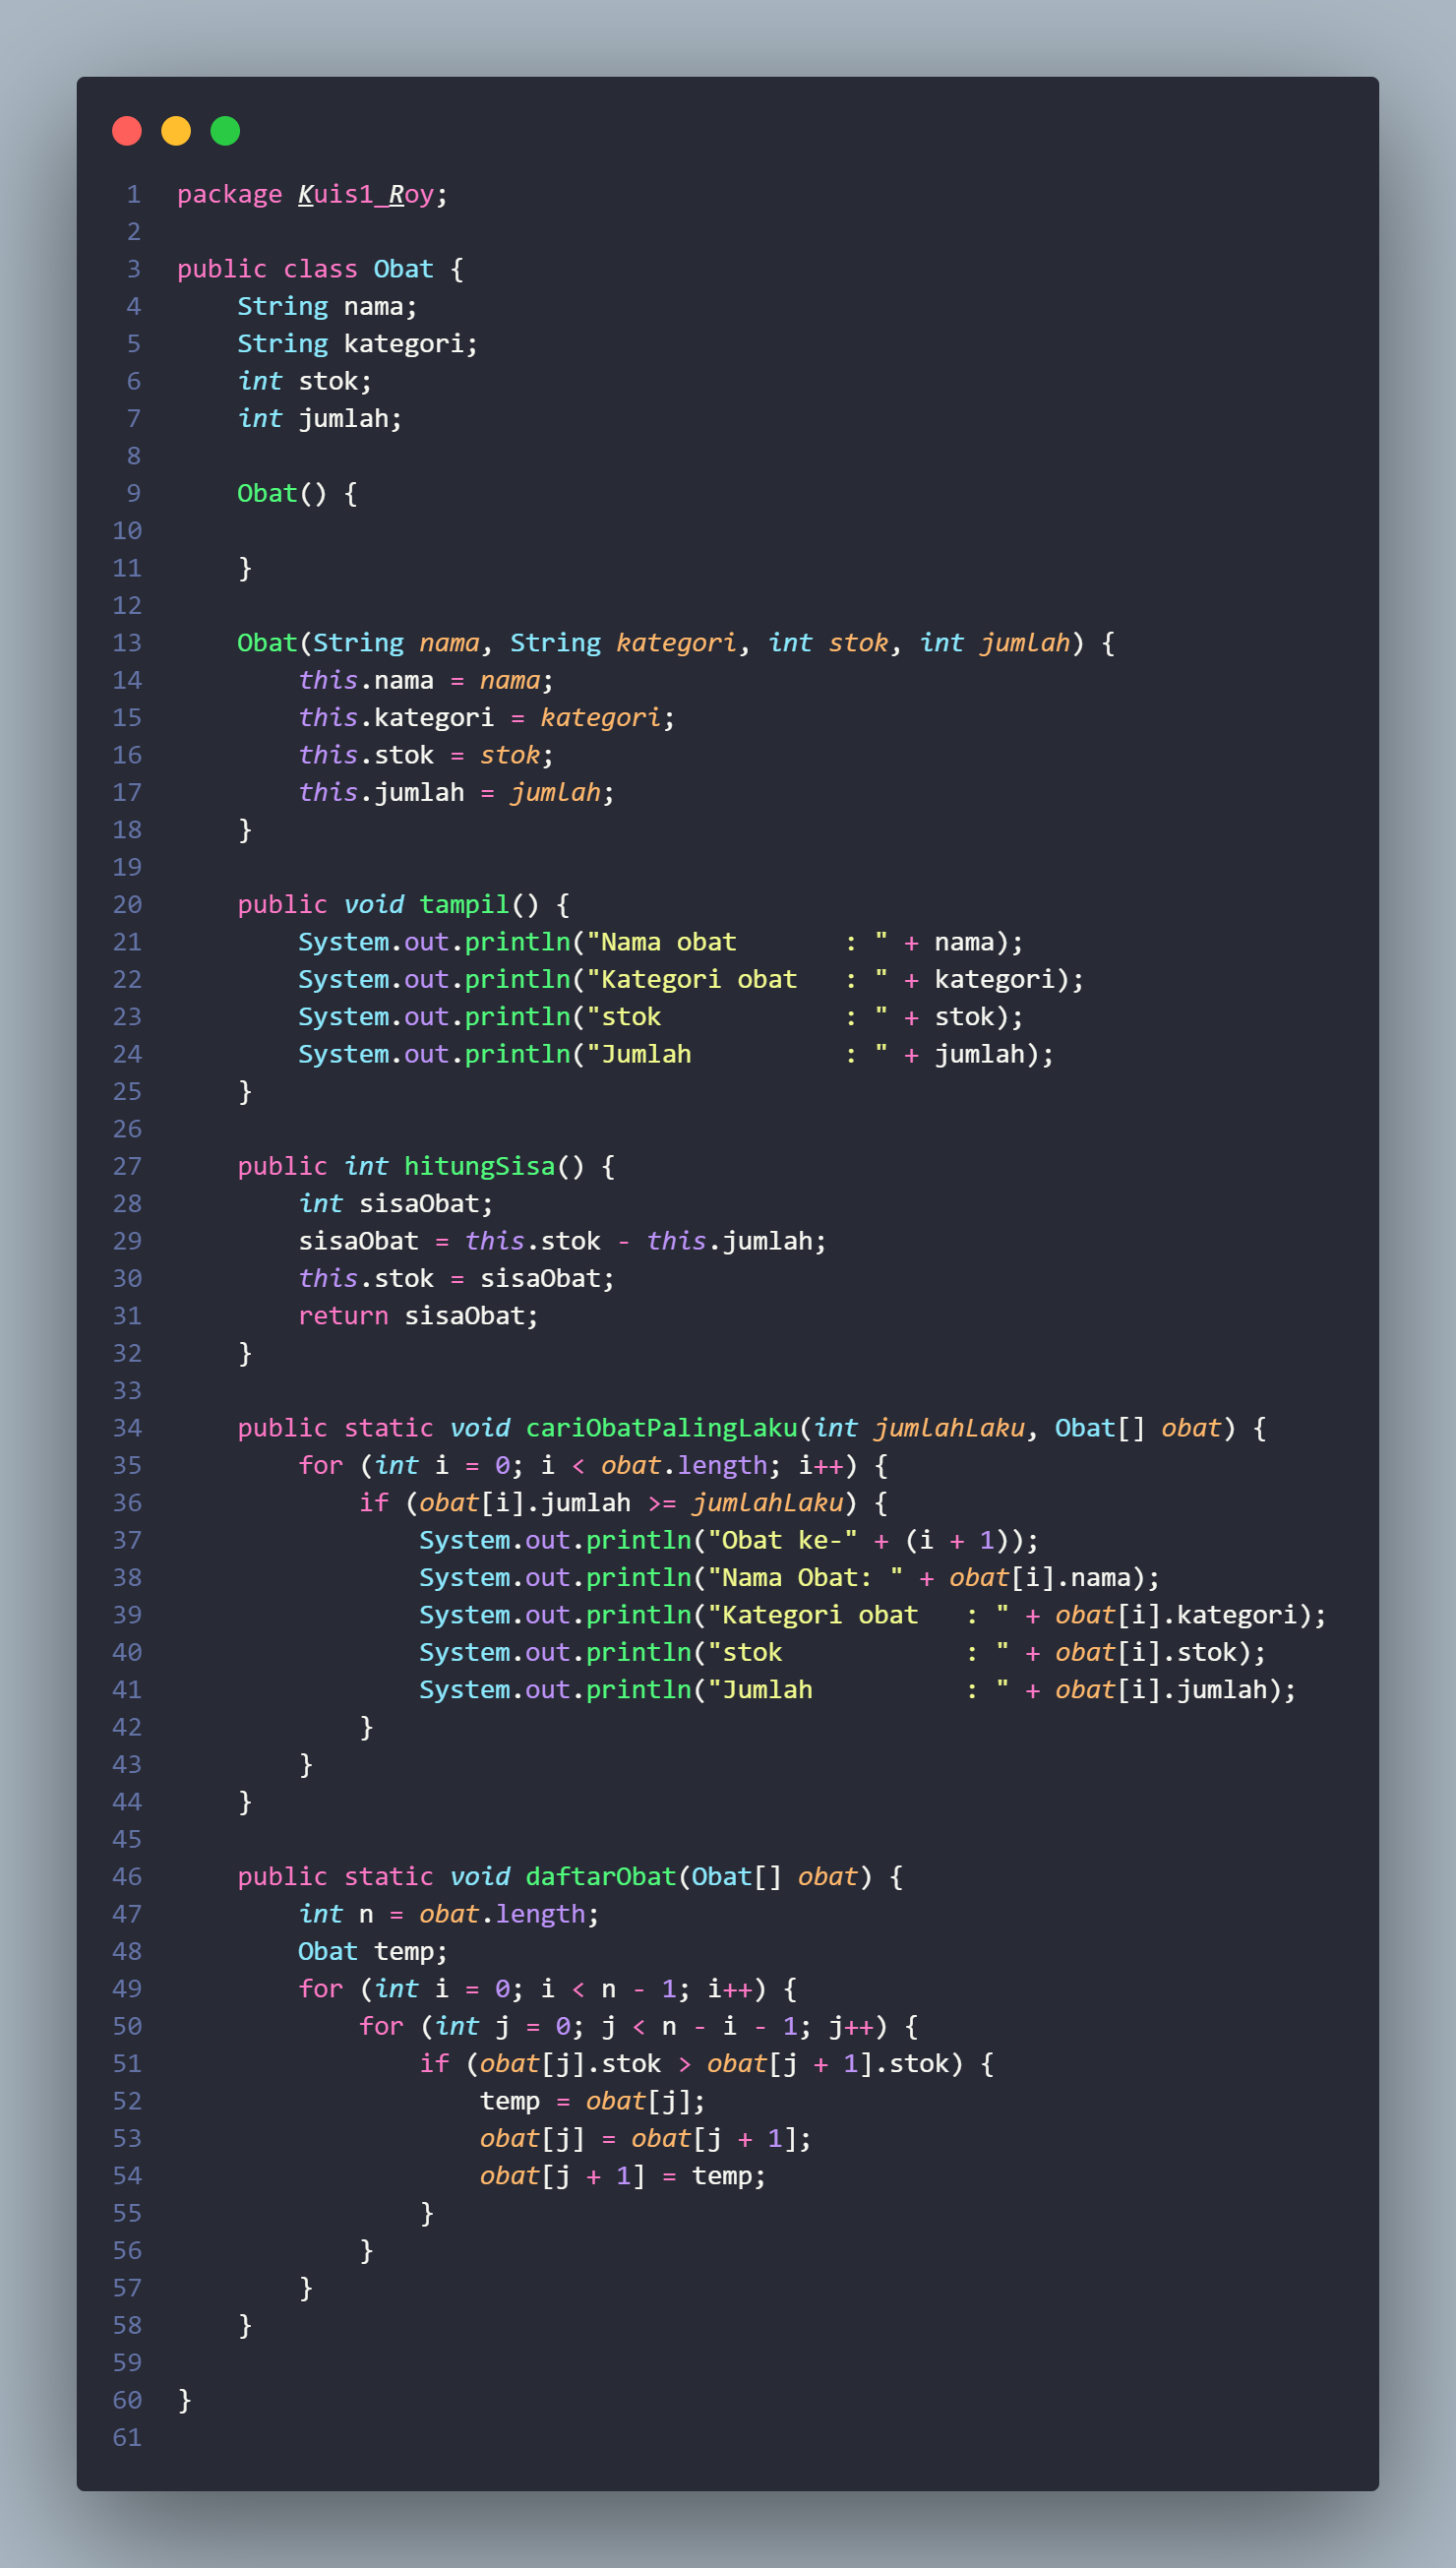 1 package Kuis1_Roy;
2
3 public class Obat {
4     String nama;
5     String kategori;
6     int stok;
7     int jumlah;
8
9     Obat() {
10
11     }
12
13     Obat(String nama, String kategori, int stok, int jumlah) {
14         this.nama = nama;
15         this.kategori = kategori;
16         this.stok = stok;
17         this.jumlah = jumlah;
18     }
19
20     public void tampil() {
21         System.out.println("Nama obat       : " + nama);
22         System.out.println("Kategori obat   : " + kategori);
23         System.out.println("stok            : " + stok);
24         System.out.println("Jumlah          : " + jumlah);
25     }
26
27     public int hitungSisa() {
28         int sisaObat;
29         sisaObat = this.stok - this.jumlah;
30         this.stok = sisaObat;
31         return sisaObat;
32     }
33
34     public static void cariObatPalingLaku(int jumlahLaku, Obat[] obat) {
35         for (int i = 0; i < obat.length; i++) {
36             if (obat[i].jumlah >= jumlahLaku) {
37                 System.out.println("Obat ke-" + (i + 1));
38                 System.out.println("Nama Obat: " + obat[i].nama);
39                 System.out.println("Kategori obat   : " + obat[i].kategori);
40                 System.out.println("stok            : " + obat[i].stok);
41                 System.out.println("Jumlah          : " + obat[i].jumlah);
42             }
43         }
44     }
45
46     public static void daftarObat(Obat[] obat) {
47         int n = obat.length;
48         Obat temp;
49         for (int i = 0; i < n - 1; i++) {
50             for (int j = 0; j < n - i - 1; j++) {
51                 if (obat[j].stok > obat[j + 1].stok) {
52                     temp = obat[j];
53                     obat[j] = obat[j + 1];
54                     obat[j + 1] = temp;
55                 }
56             }
57         }
58     }
59
60 }
61